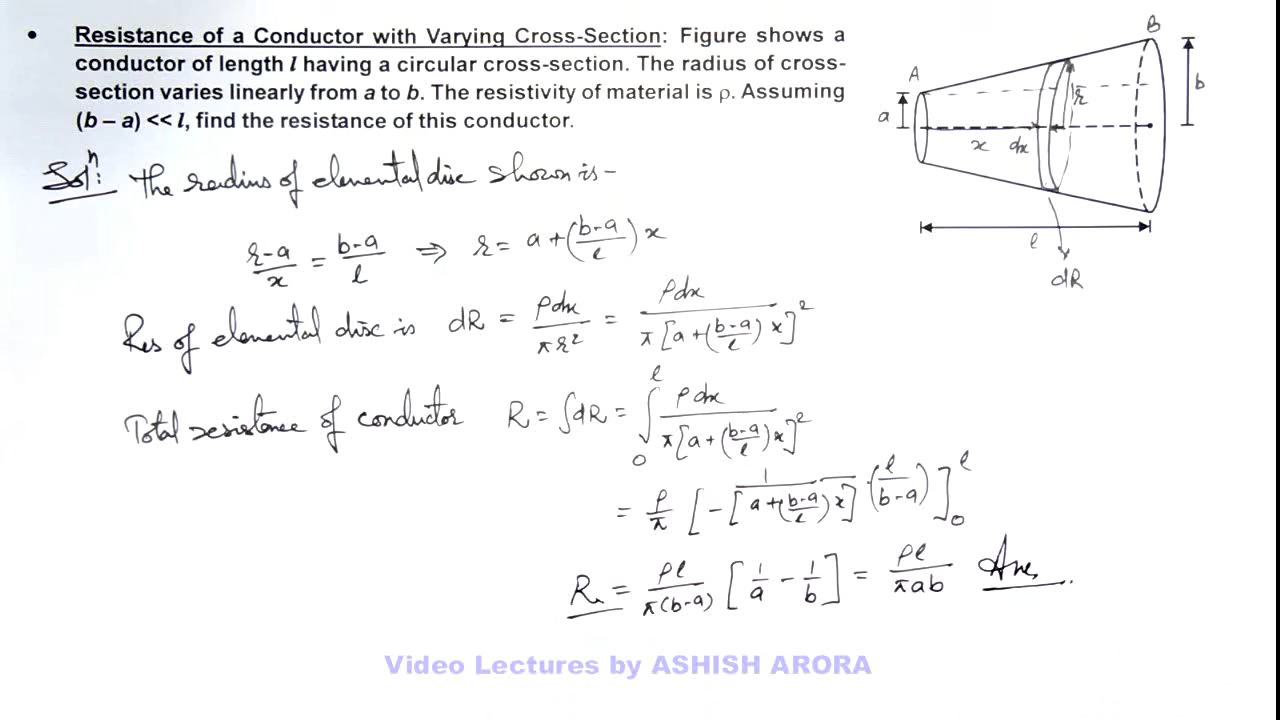 • Resistance of a Conductor with Varying Cross-Section: Figure shows a
conductor of length l having a circular cross-section. The radius of cross-
section varies linearly from a to b. The resistivity of material is ρ. Assuming
(b – a) << l, find the resistance of this conductor.
Solⁿ: The radius of elemental disc shown is –
(r-a)/x = (b-a)/l ⇒ r = a + ((b-a)/l) x
Res of elemental disc is dR = ρdx/πr² = ρdx/π[a+((b-a)/l)x]²
Total resistance of conductor R = ∫dR = ∫₀ˡ ρdx/π[a+((b-a)/l)x]²
= ρ/π [ - 1/[a+((b-a)/l)x] · (l/(b-a)) ]₀ˡ
R = ρl/π(b-a) [1/a - 1/b] = ρl/πab Ans.
A
B
a
r
b
x
dx
l
dR
Video Lectures by ASHISH ARORA